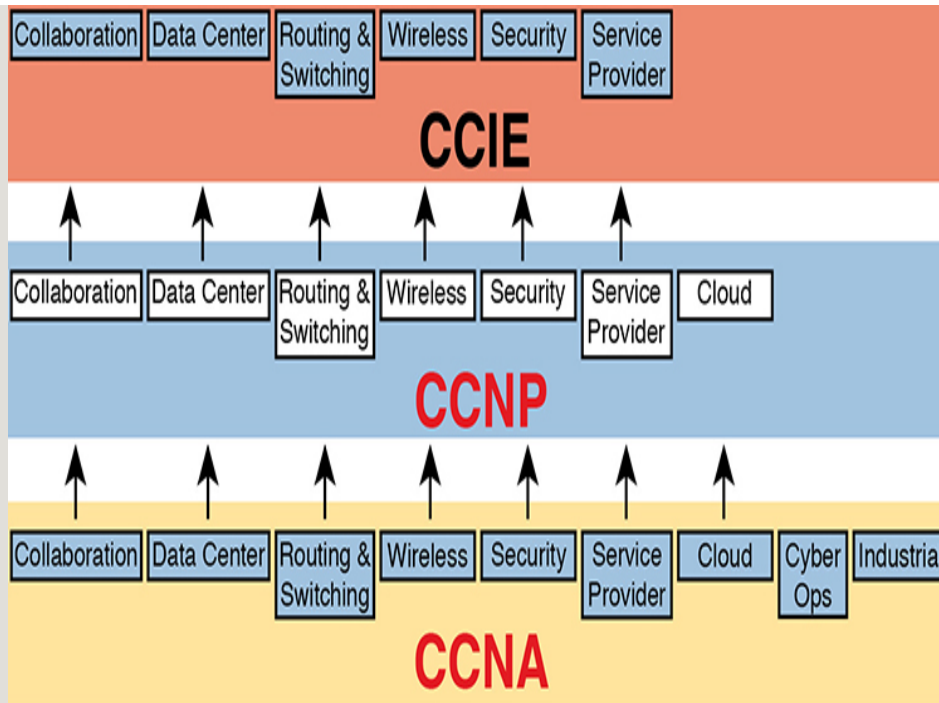 Collaboration Data Center Routing & Switching Wireless Security Service Provider
CCIE
Collaboration Data Center Routing & Switching Wireless Security Service Provider Cloud
CCNP
Collaboration Data Center Routing & Switching Wireless Security Service Provider Cloud Cyber Ops Industria
CCNA